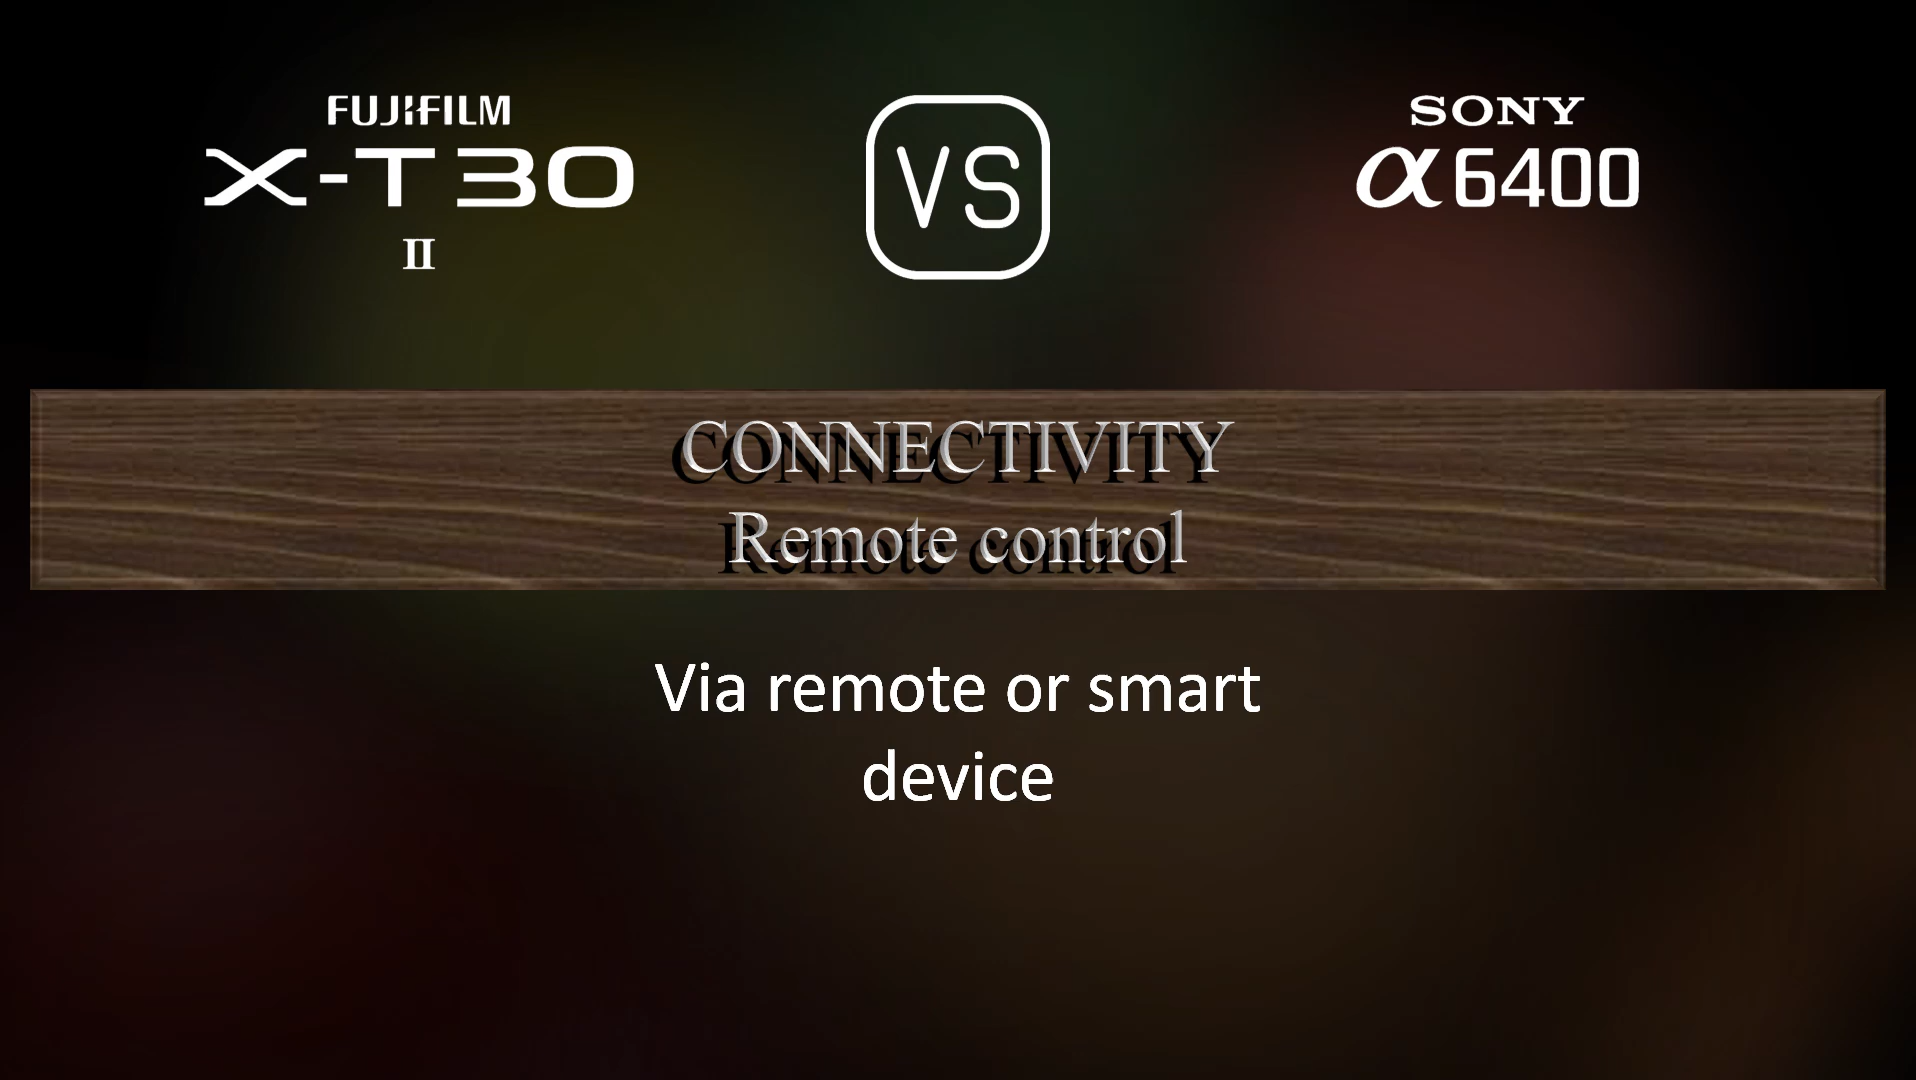 FUJIFILM
X-T30
II
VS
SONY
α6400
CONNECTIVITY
Remote control
Via remote or smart
device